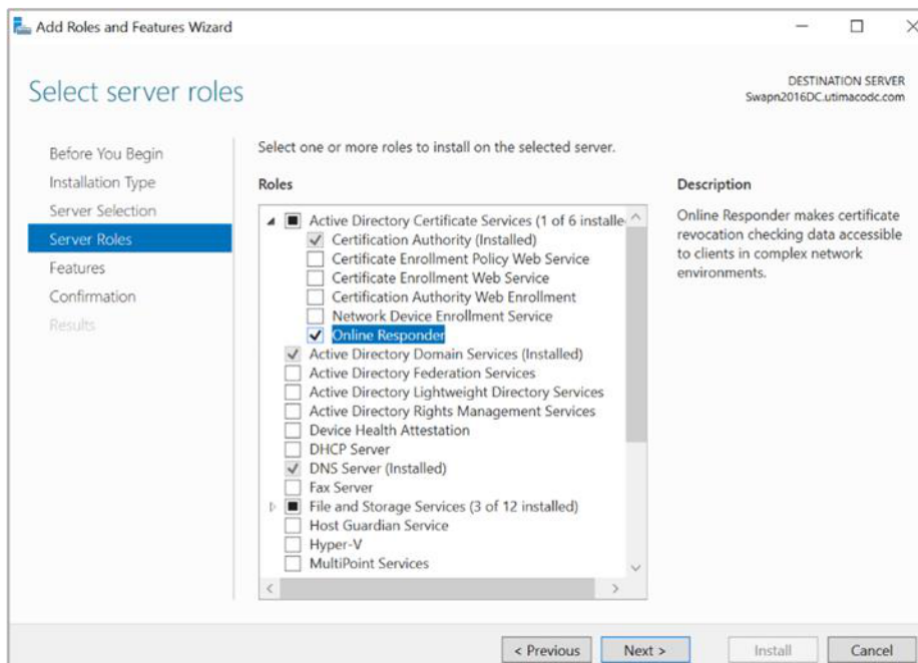 Add Roles and Features Wizard
Select server roles
DESTINATION SERVER
Swapn2016DC.utimacodc.com
Before You Begin
Installation Type
Server Selection
Server Roles
Features
Confirmation
Results
Select one or more roles to install on the selected server.
Roles
Active Directory Certificate Services (1 of 6 installe
Certification Authority (Installed)
Certificate Enrollment Policy Web Service
Certificate Enrollment Web Service
Certification Authority Web Enrollment
Network Device Enrollment Service
Online Responder
Active Directory Domain Services (Installed)
Active Directory Federation Services
Active Directory Lightweight Directory Services
Active Directory Rights Management Services
Device Health Attestation
DHCP Server
DNS Server (Installed)
Fax Server
File and Storage Services (3 of 12 installed)
Host Guardian Service
Hyper-V
MultiPoint Services
Description
Online Responder makes certificate
revocation checking data accessible
to clients in complex network
environments.
< Previous
Next >
Install
Cancel